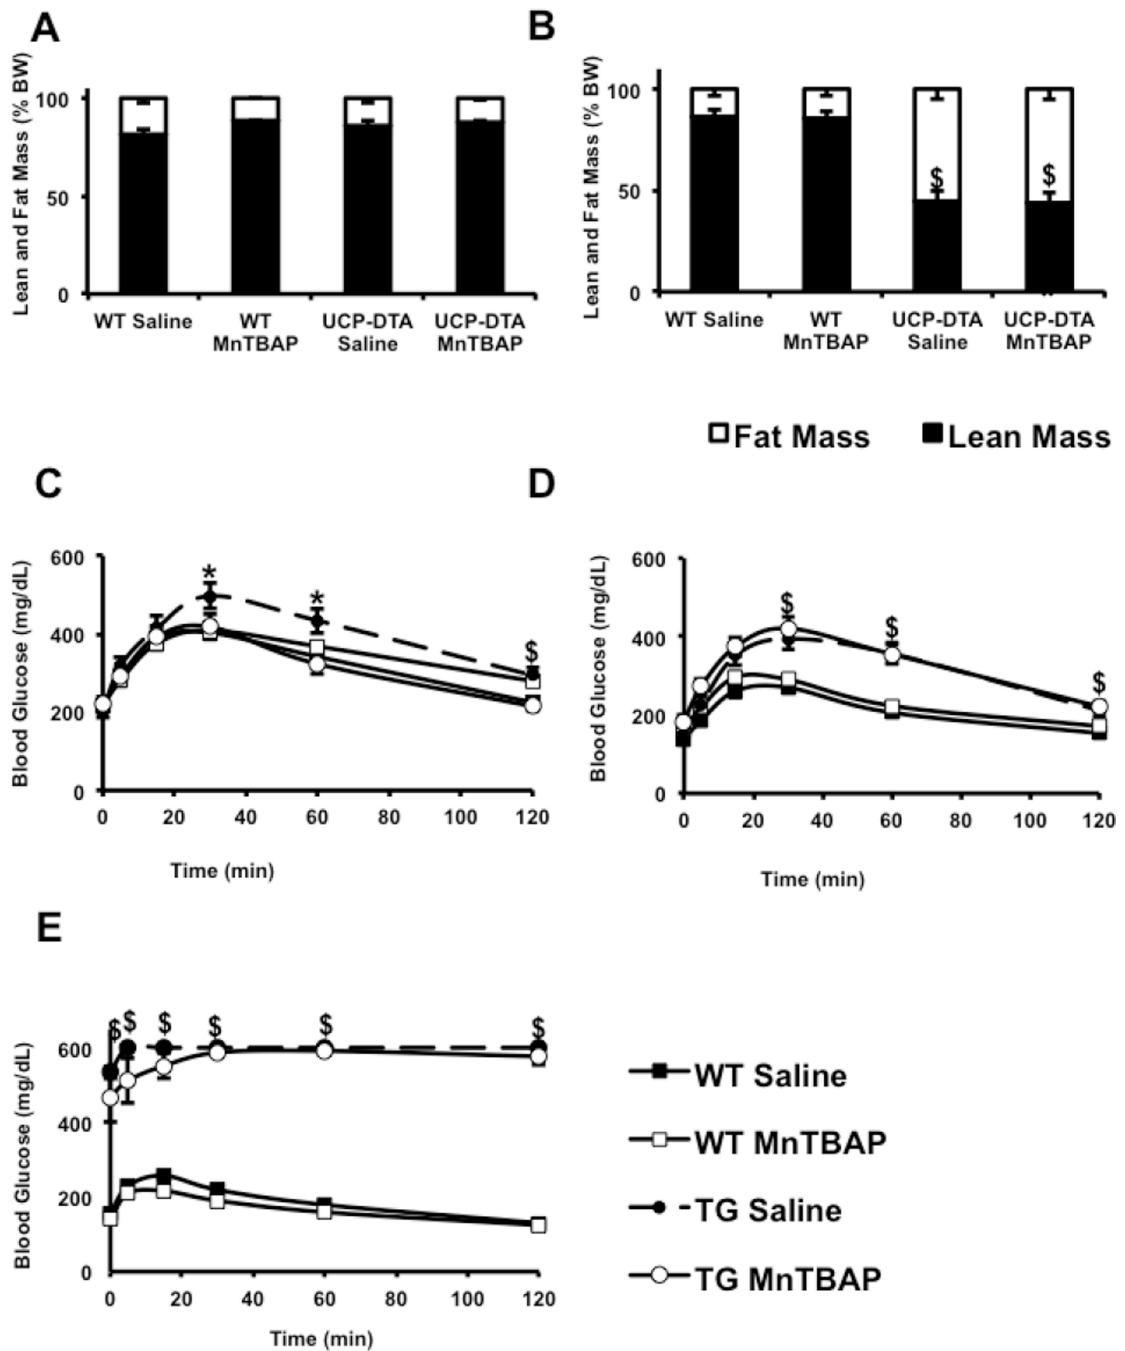 A
B
Lean and Fat Mass (% BW)
100
50
0
WT Saline
WT
MnTBAP
UCP-DTA
Saline
UCP-DTA
MnTBAP
Lean and Fat Mass (% BW)
100
50
0
$
$
WT Saline
WT
MnTBAP
UCP-DTA
Saline
UCP-DTA
MnTBAP
Fat Mass
Lean Mass
C
D
Blood Glucose (mg/dL)
600
400
200
0
*
*
$
0 20 40 60 80 100 120
Time (min)
Blood Glucose (mg/dL)
600
400
200
0
$
$
$
0 20 40 60 80 100 120
Time (min)
E
Blood Glucose (mg/dL)
600
400
200
0
$ $ $ $ $ $
0 20 40 60 80 100 120
Time (min)
WT Saline
WT MnTBAP
TG Saline
TG MnTBAP